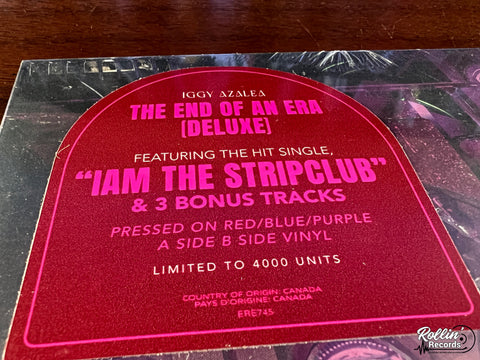 IGGY AZALEA
THE END OF AN ERA
(DELUXE)
FEATURING THE HIT SINGLE,
"IAM THE STRIPCLUB"
& 3 BONUS TRACKS
PRESSED ON RED/BLUE/PURPLE
A SIDE B SIDE VINYL
LIMITED TO 4000 UNITS
COUNTRY OF ORIGIN: CANADA
PAYS D'ORIGINE: CANADA
ERE745
Rollin'
Records